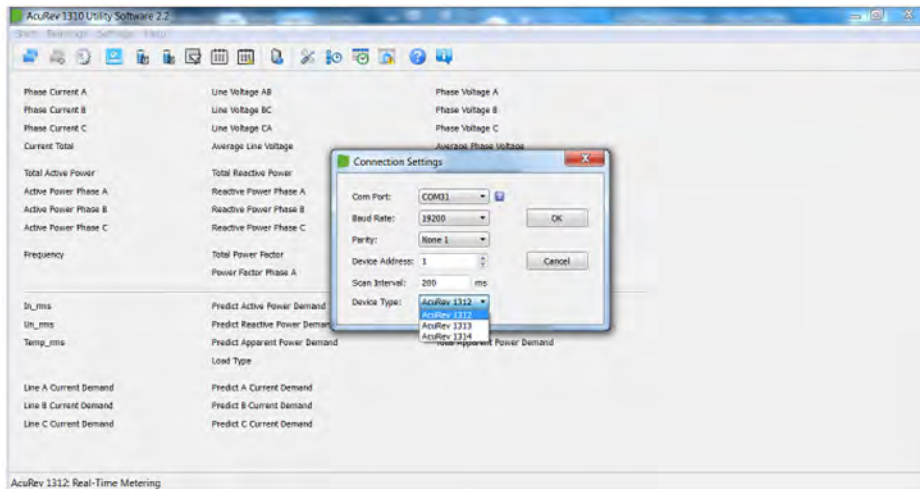 AcuRev 1310 Utility Software 2.2
Start Readings Settings Help
Phase Current A Line Voltage AB Phase Voltage A
Phase Current B Line Voltage BC Phase Voltage B
Phase Current C Line Voltage CA Phase Voltage C
Current Total Average Line Voltage Average Phase Voltage
Total Active Power Total Reactive Power
Active Power Phase A Reactive Power Phase A
Active Power Phase B Reactive Power Phase B
Active Power Phase C Reactive Power Phase C
Frequency Total Power Factor
Power Factor Phase A
In_rms Predict Active Power Demand
Un_rms Predict Reactive Power Deman
Temp_rms Predict Apparent Power Demand Total Apparent Power Demand
Load Type
Line A Current Demand Predict A Current Demand
Line B Current Demand Predict B Current Demand
Line C Current Demand Predict C Current Demand
Connection Settings
Com Port: COM31
Baud Rate: 19200
OK
Parity: None 1
Device Address: 1
Cancel
Scan Interval: 200 ms
Device Type: AcuRev 1312
AcuRev 1312
AcuRev 1313
AcuRev 1314
AcuRev 1312: Real-Time Metering